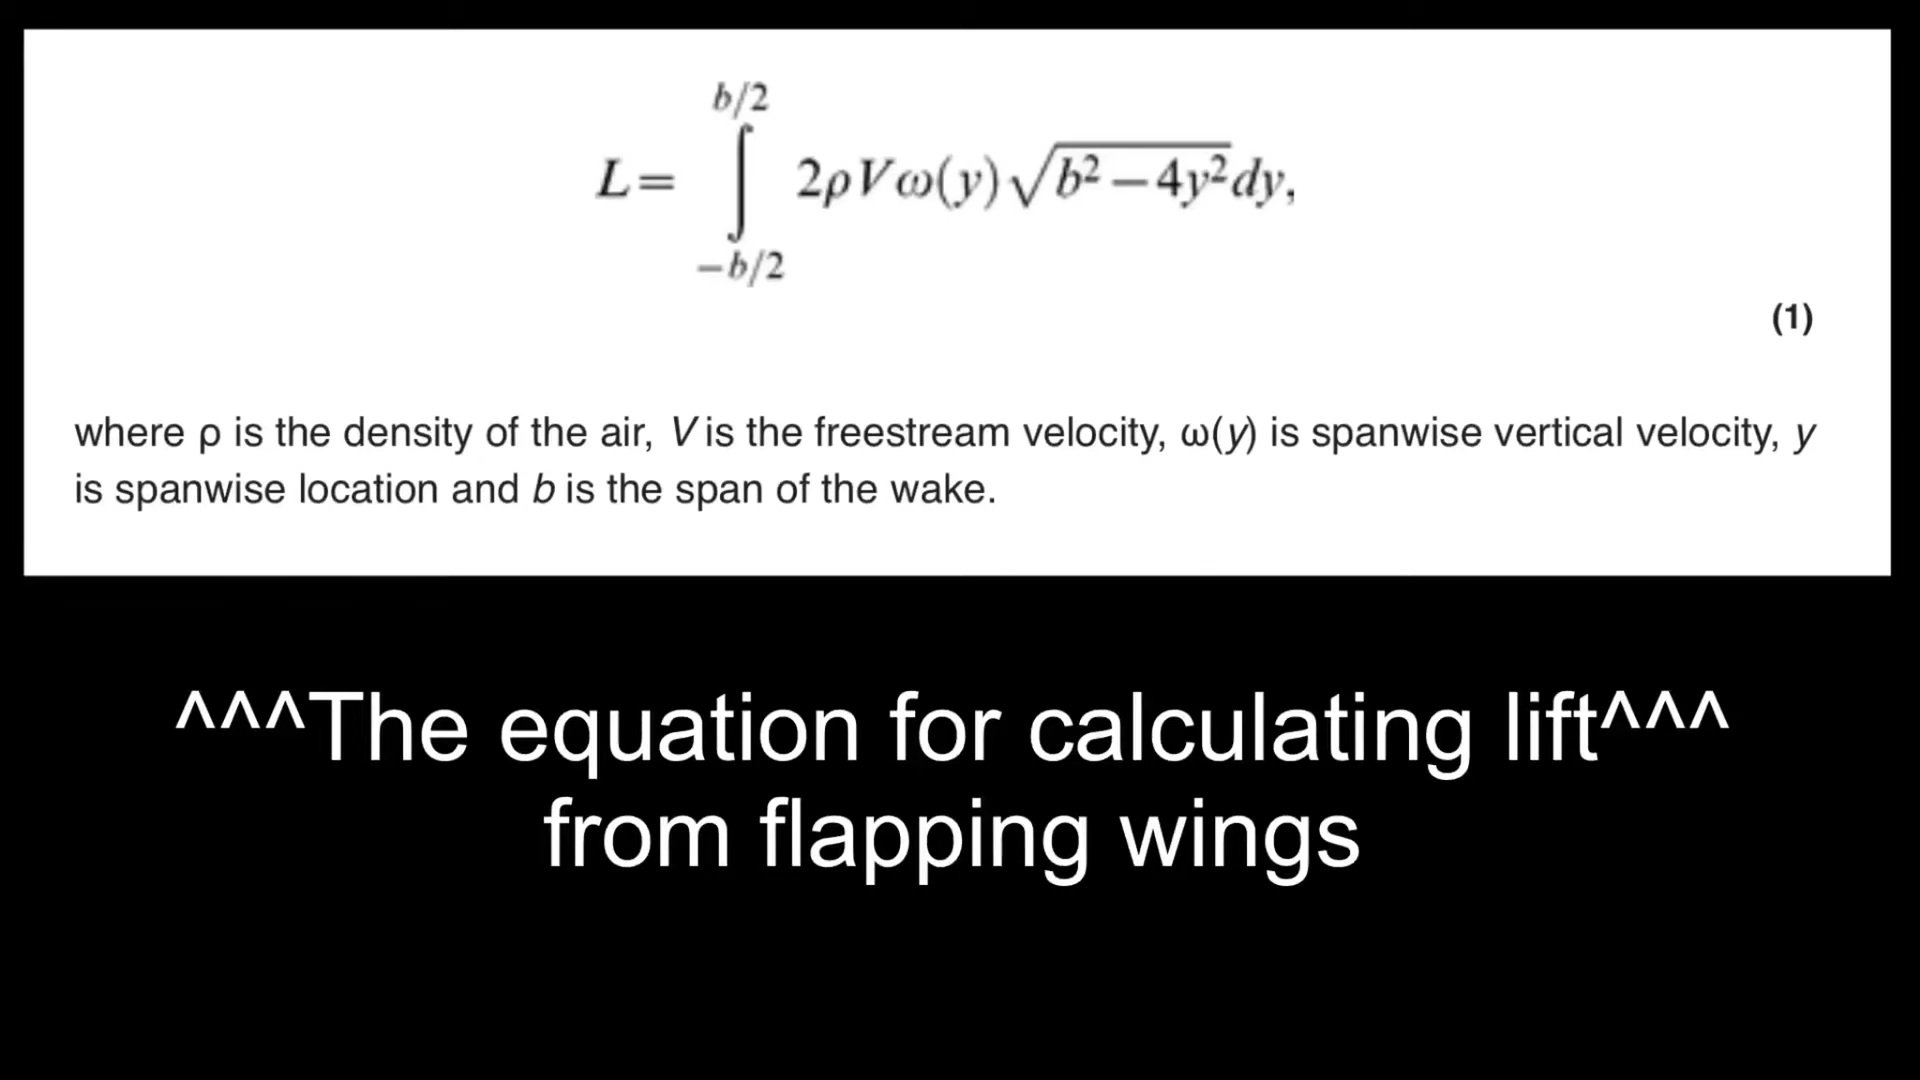 b/2
L= ∫ 2ρVω(y)√b²−4y²dy,
−b/2
(1)
where ρ is the density of the air, V is the freestream velocity, ω(y) is spanwise vertical velocity, y
is spanwise location and b is the span of the wake.
^^^The equation for calculating lift^^^
from flapping wings